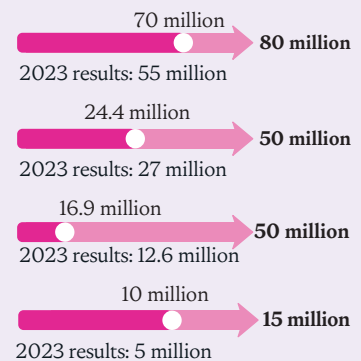 70 million
80 million
2023 results: 55 million
24.4 million
50 million
2023 results: 27 million
16.9 million
50 million
2023 results: 12.6 million
10 million
15 million
2023 results: 5 million